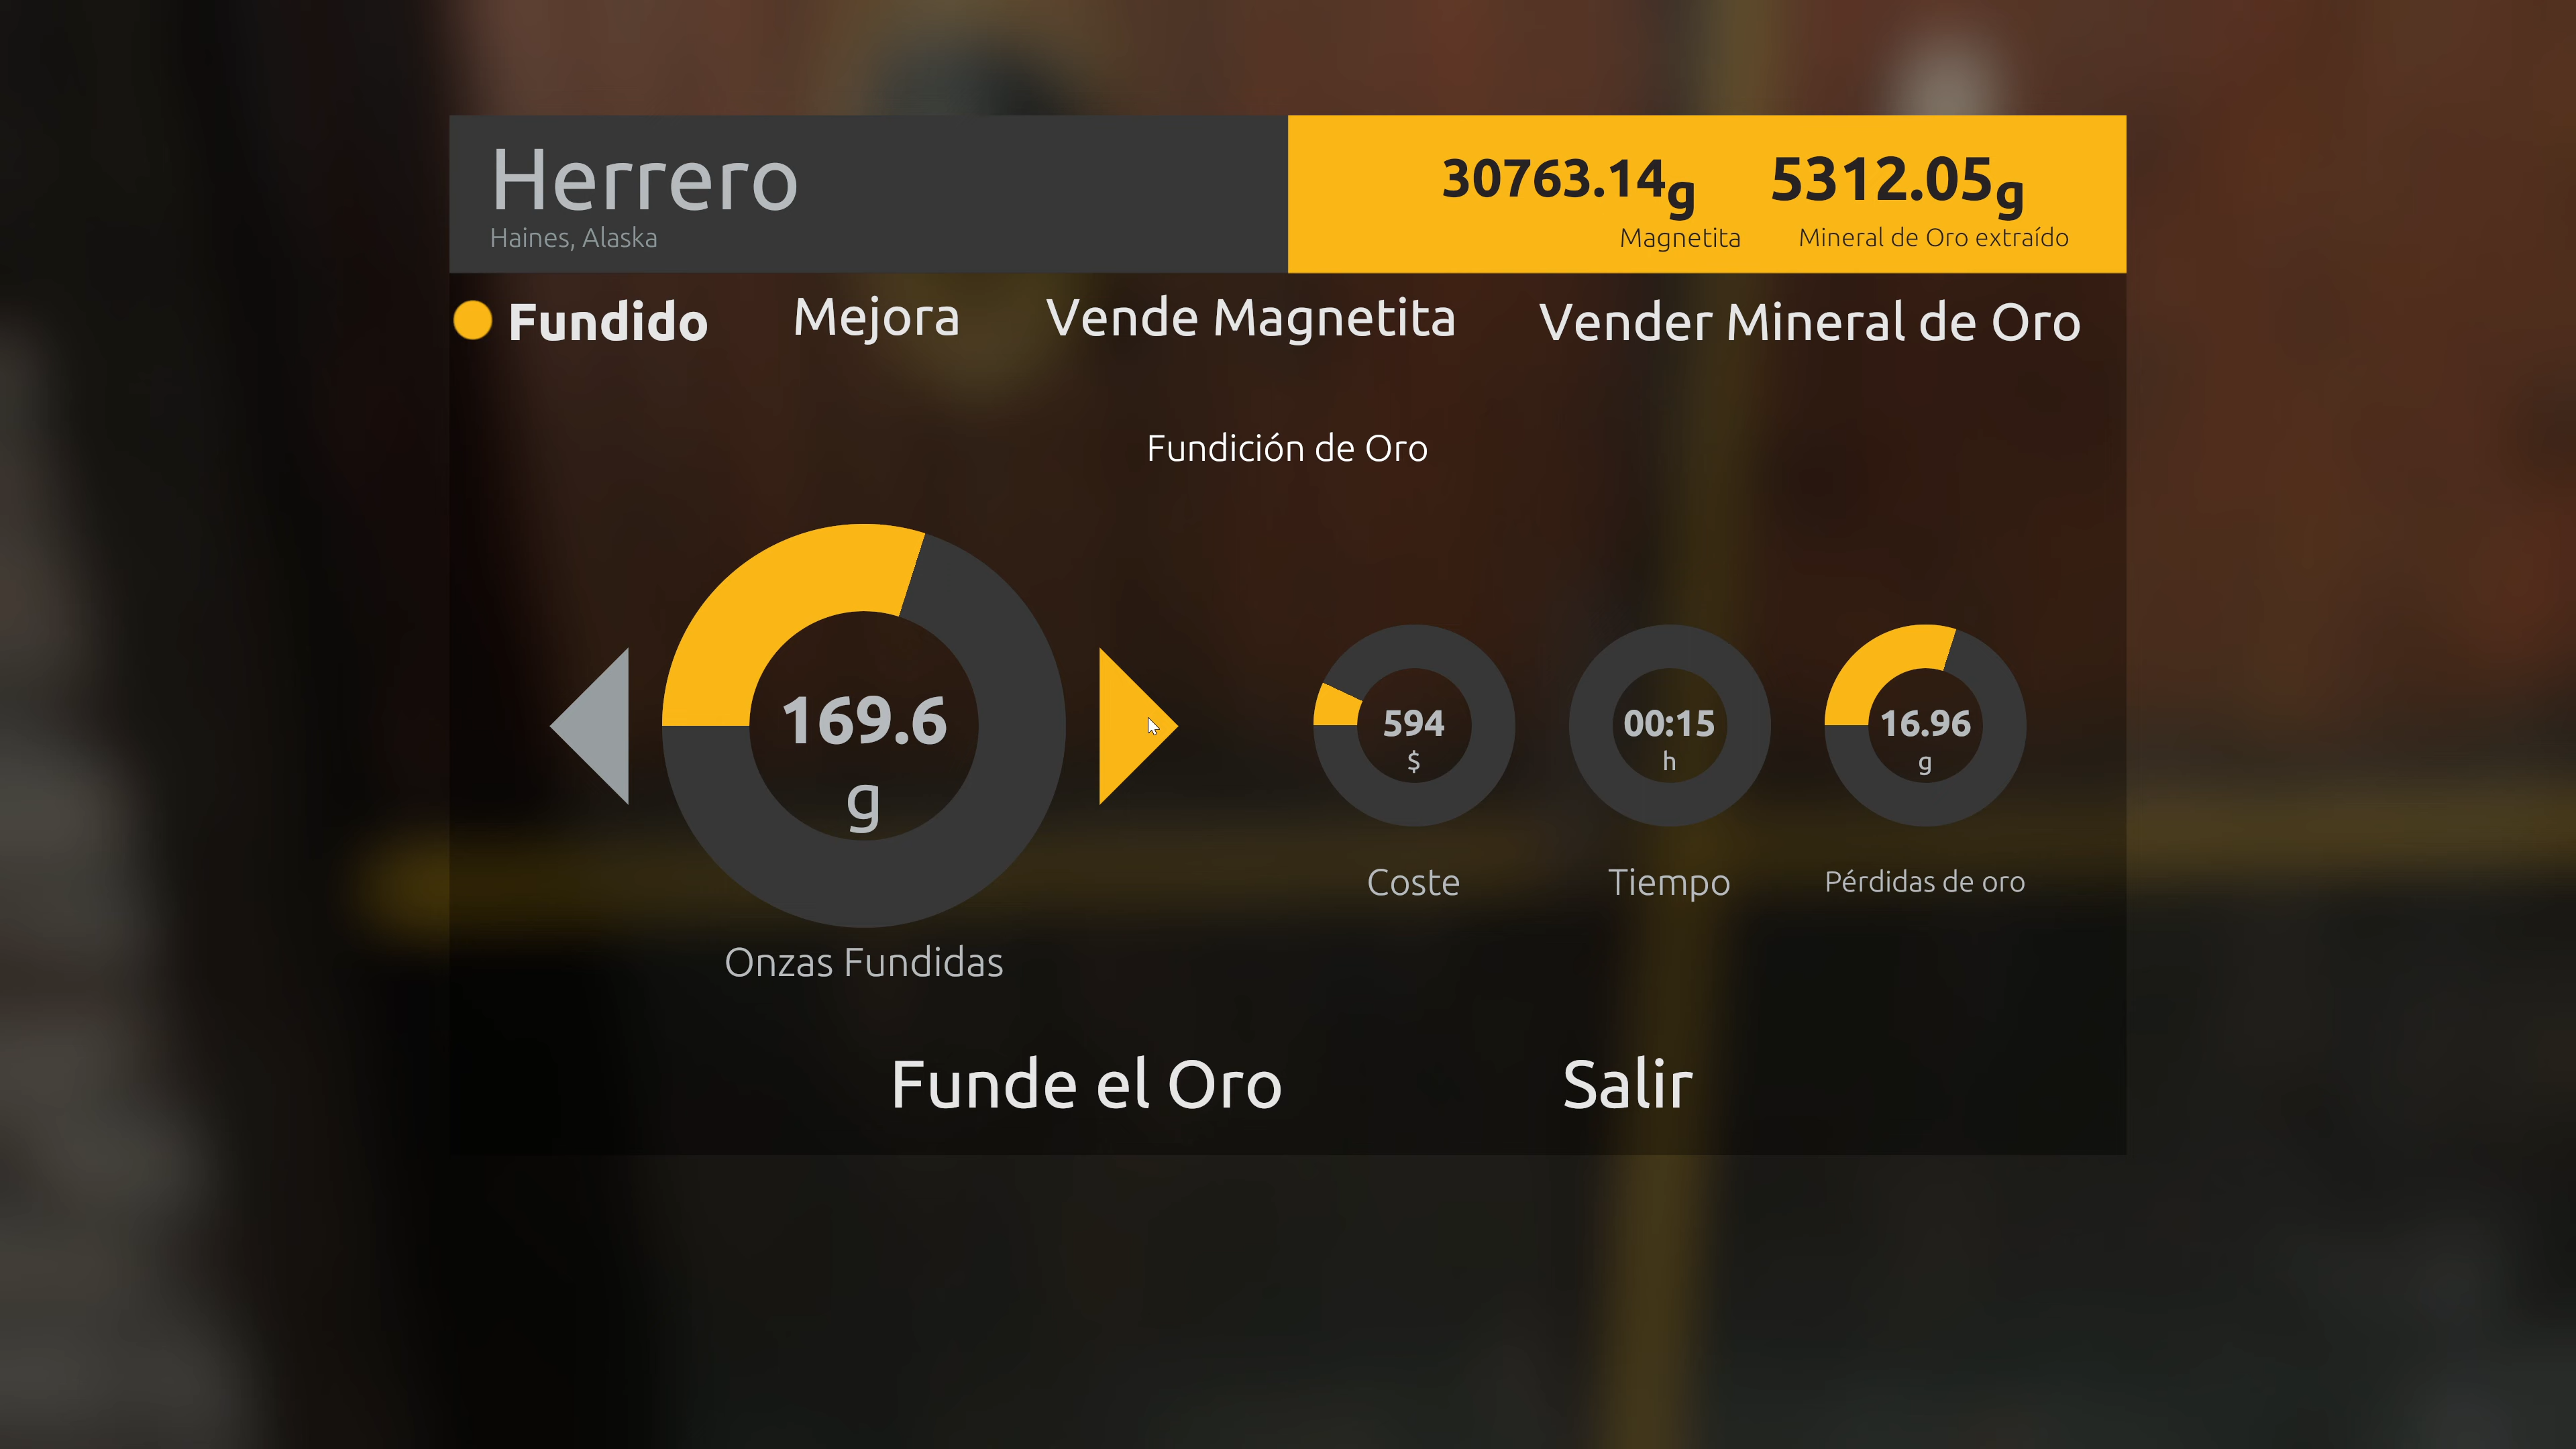 Herrero
Haines, Alaska
30763.14g
Magnetita
5312.05g
Mineral de Oro extraído
Fundido
Mejora
Vende Magnetita
Vender Mineral de Oro
Fundición de Oro
169.6
g
Onzas Fundidas
594
$
Coste
00:15
h
Tiempo
16.96
g
Pérdidas de oro
Funde el Oro
Salir